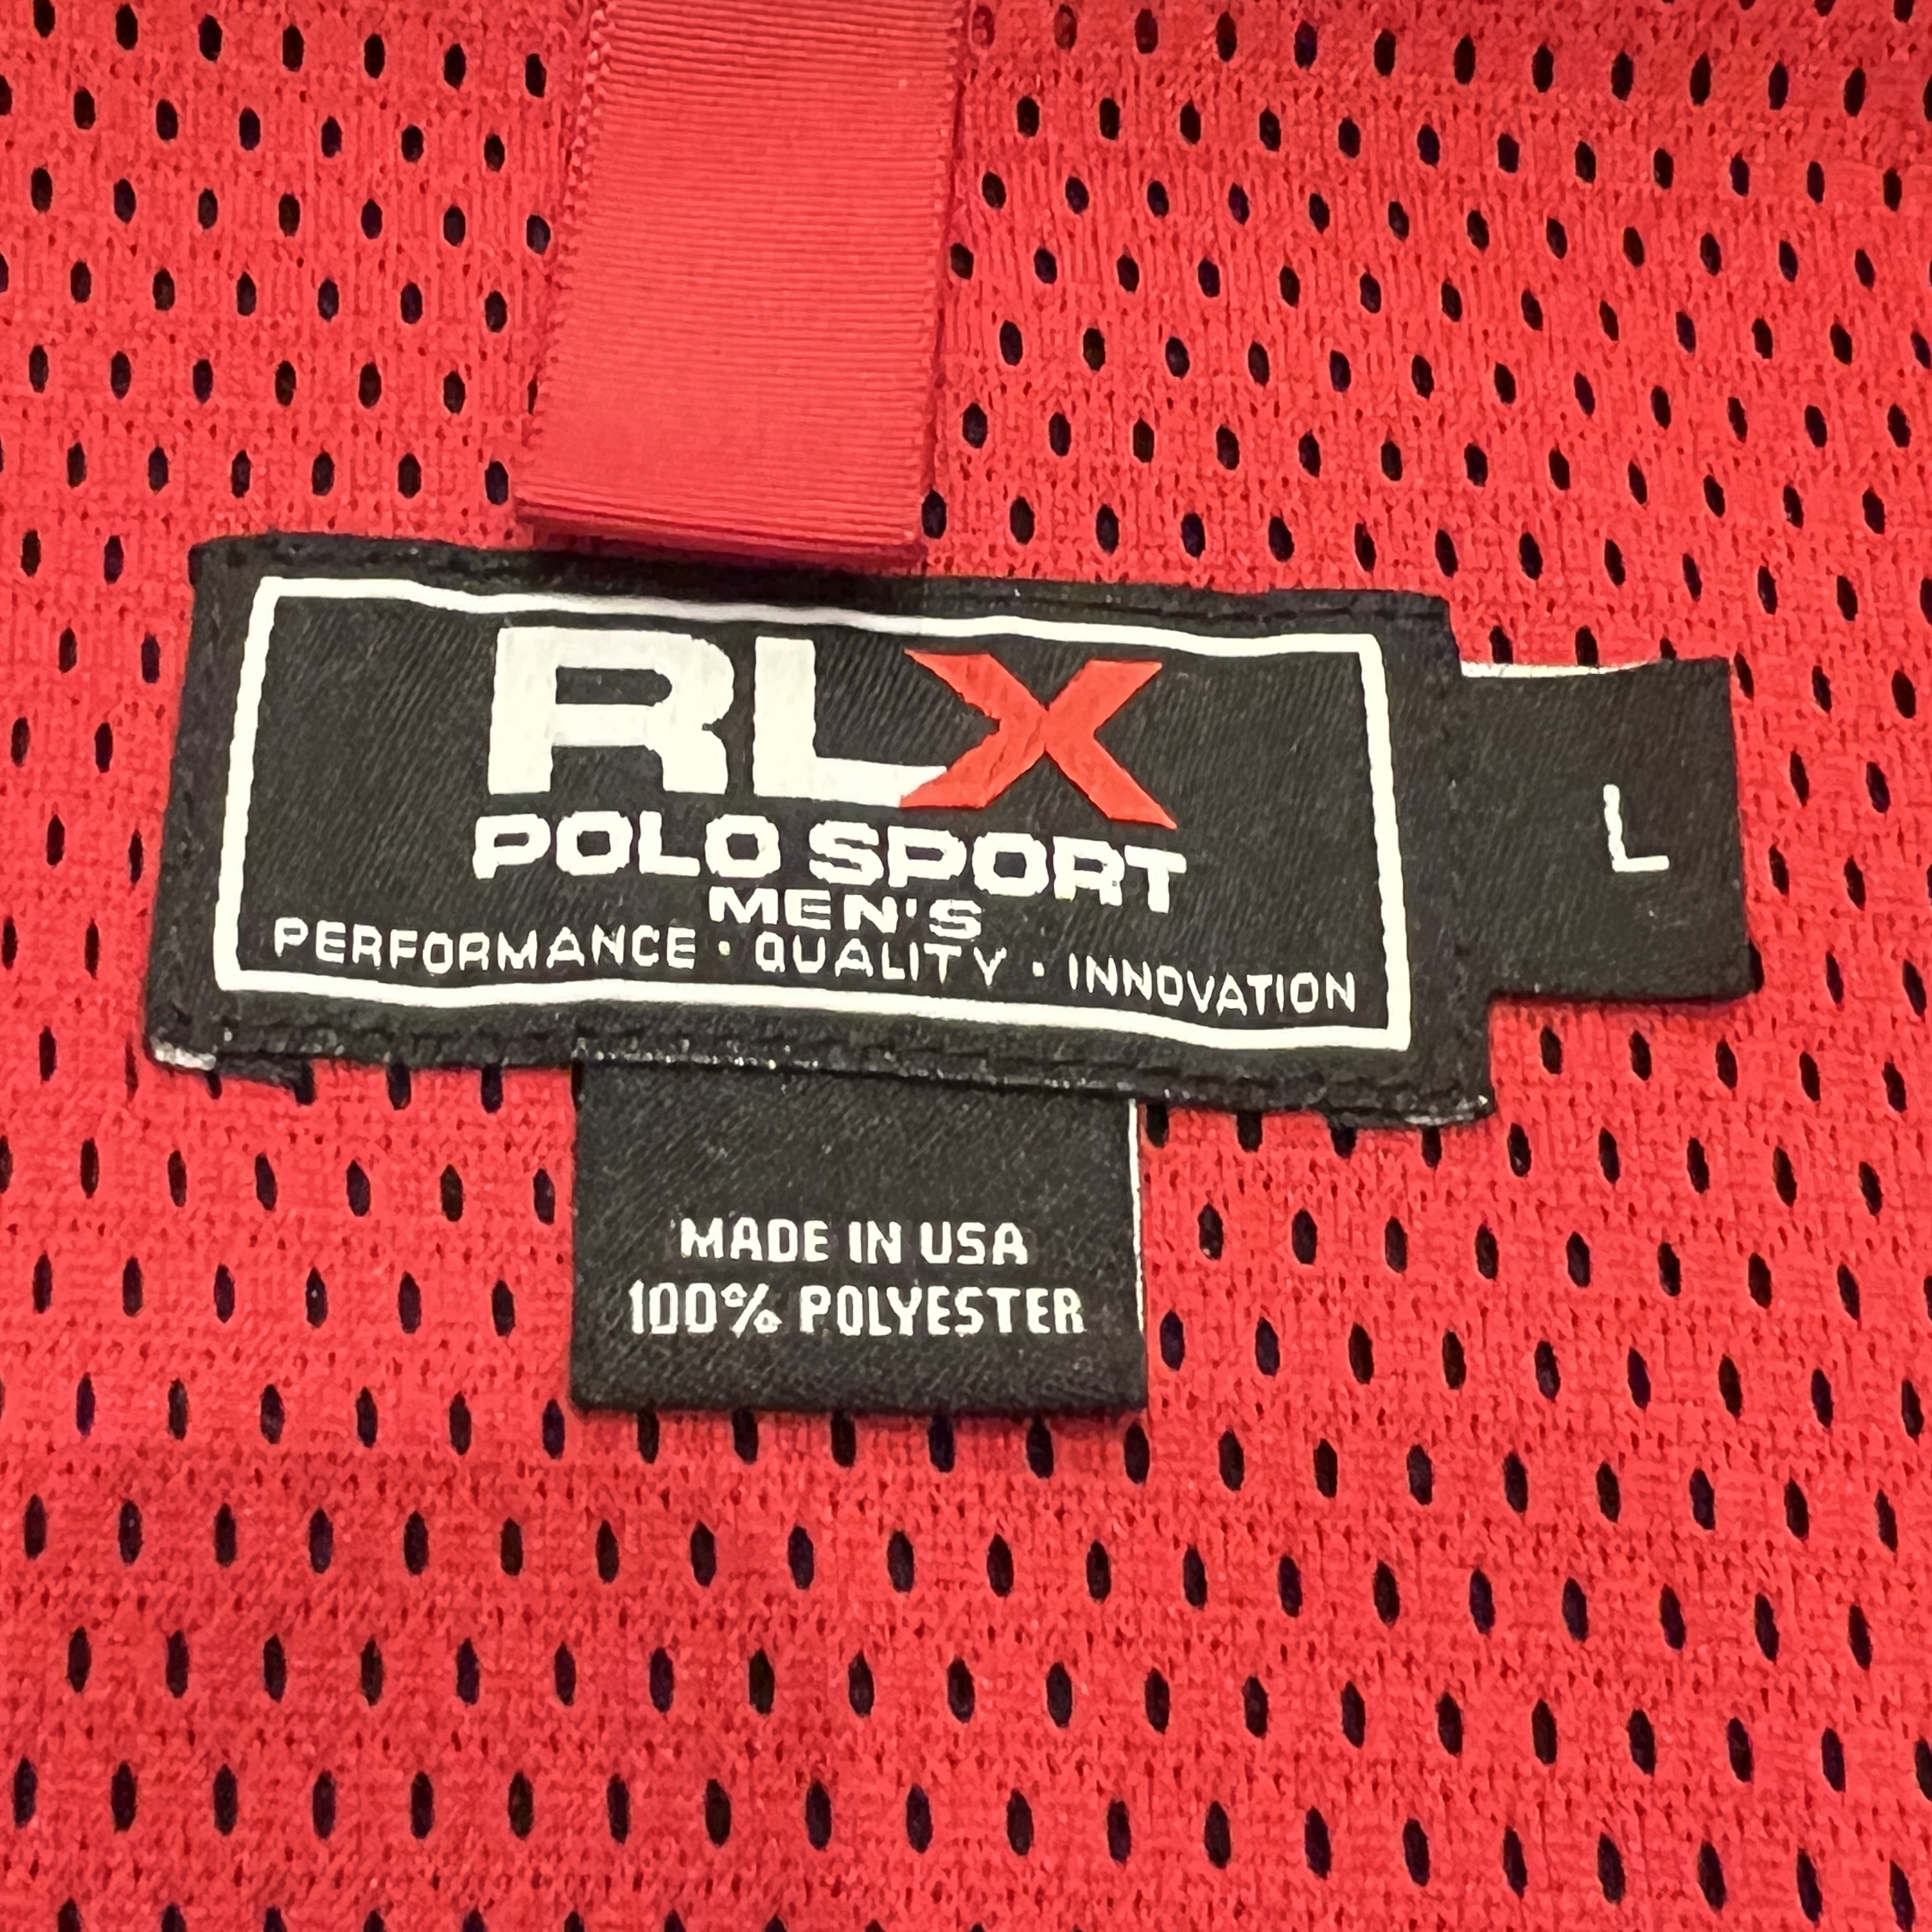 RLX
POLO SPORT
MEN'S
PERFORMANCE · QUALITY · INNOVATION
L
MADE IN USA
100% POLYESTER